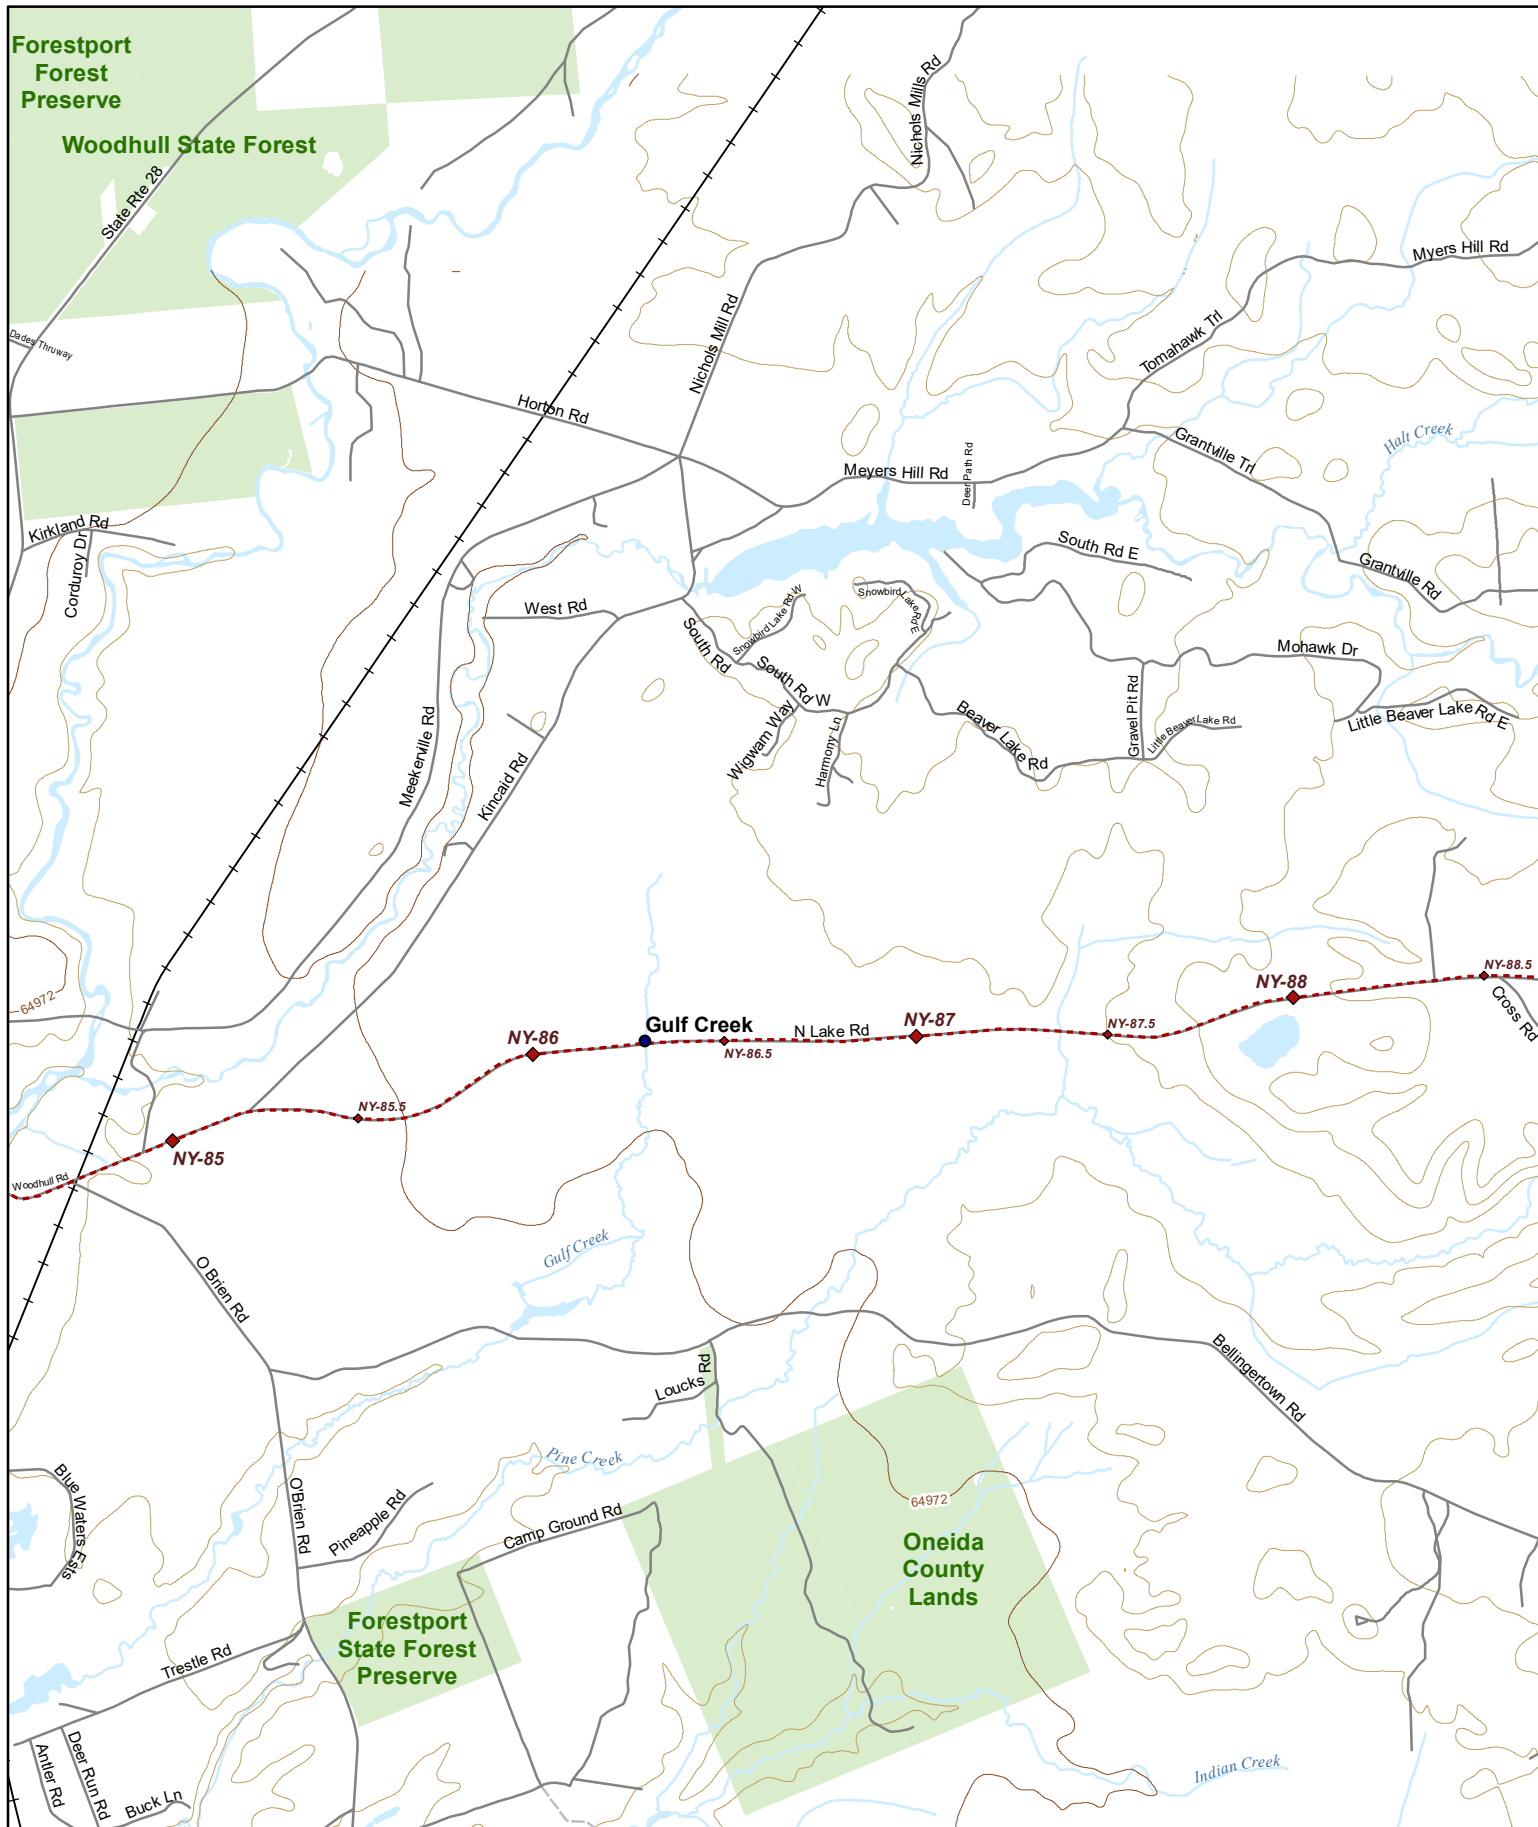 Forestport
Forest
Preserve
Woodhull State Forest
State Rte 28
Nichols Mills Rd
Myers Hill Rd
Dades Thruway
Nichols Mill Rd
Tomahawk Trl
Horton Rd
Halt Creek
Grantville Trl
Meyers Hill Rd
Deer Path Rd
Kirkland Rd
Corduroy Dr
South Rd E
Grantville Rd
West Rd
Snowbird Lake Rd W
Snowbird Lake Rd E
South Rd
South Rd W
Mohawk Dr
Wigwam Way
Harmony Ln
Beaver Lake Rd
Gravel Pit Rd
Little Beaver Lake Rd
Little Beaver Lake Rd E
Meekerville Rd
Kincaid Rd
64972
NY-88.5
NY-88
Cross Rd
Gulf Creek
N Lake Rd
NY-87
NY-87.5
NY-86
NY-86.5
NY-85.5
NY-85
Woodhull Rd
Gulf Creek
O Brien Rd
Bellingertown Rd
Loucks Rd
Pine Creek
Blue Waters Ests
O'Brien Rd
Pineapple Rd
Camp Ground Rd
64972
Oneida
County
Lands
Forestport
State Forest
Preserve
Trestle Rd
Antler Rd
Deer Run Rd
Buck Ln
Indian Creek